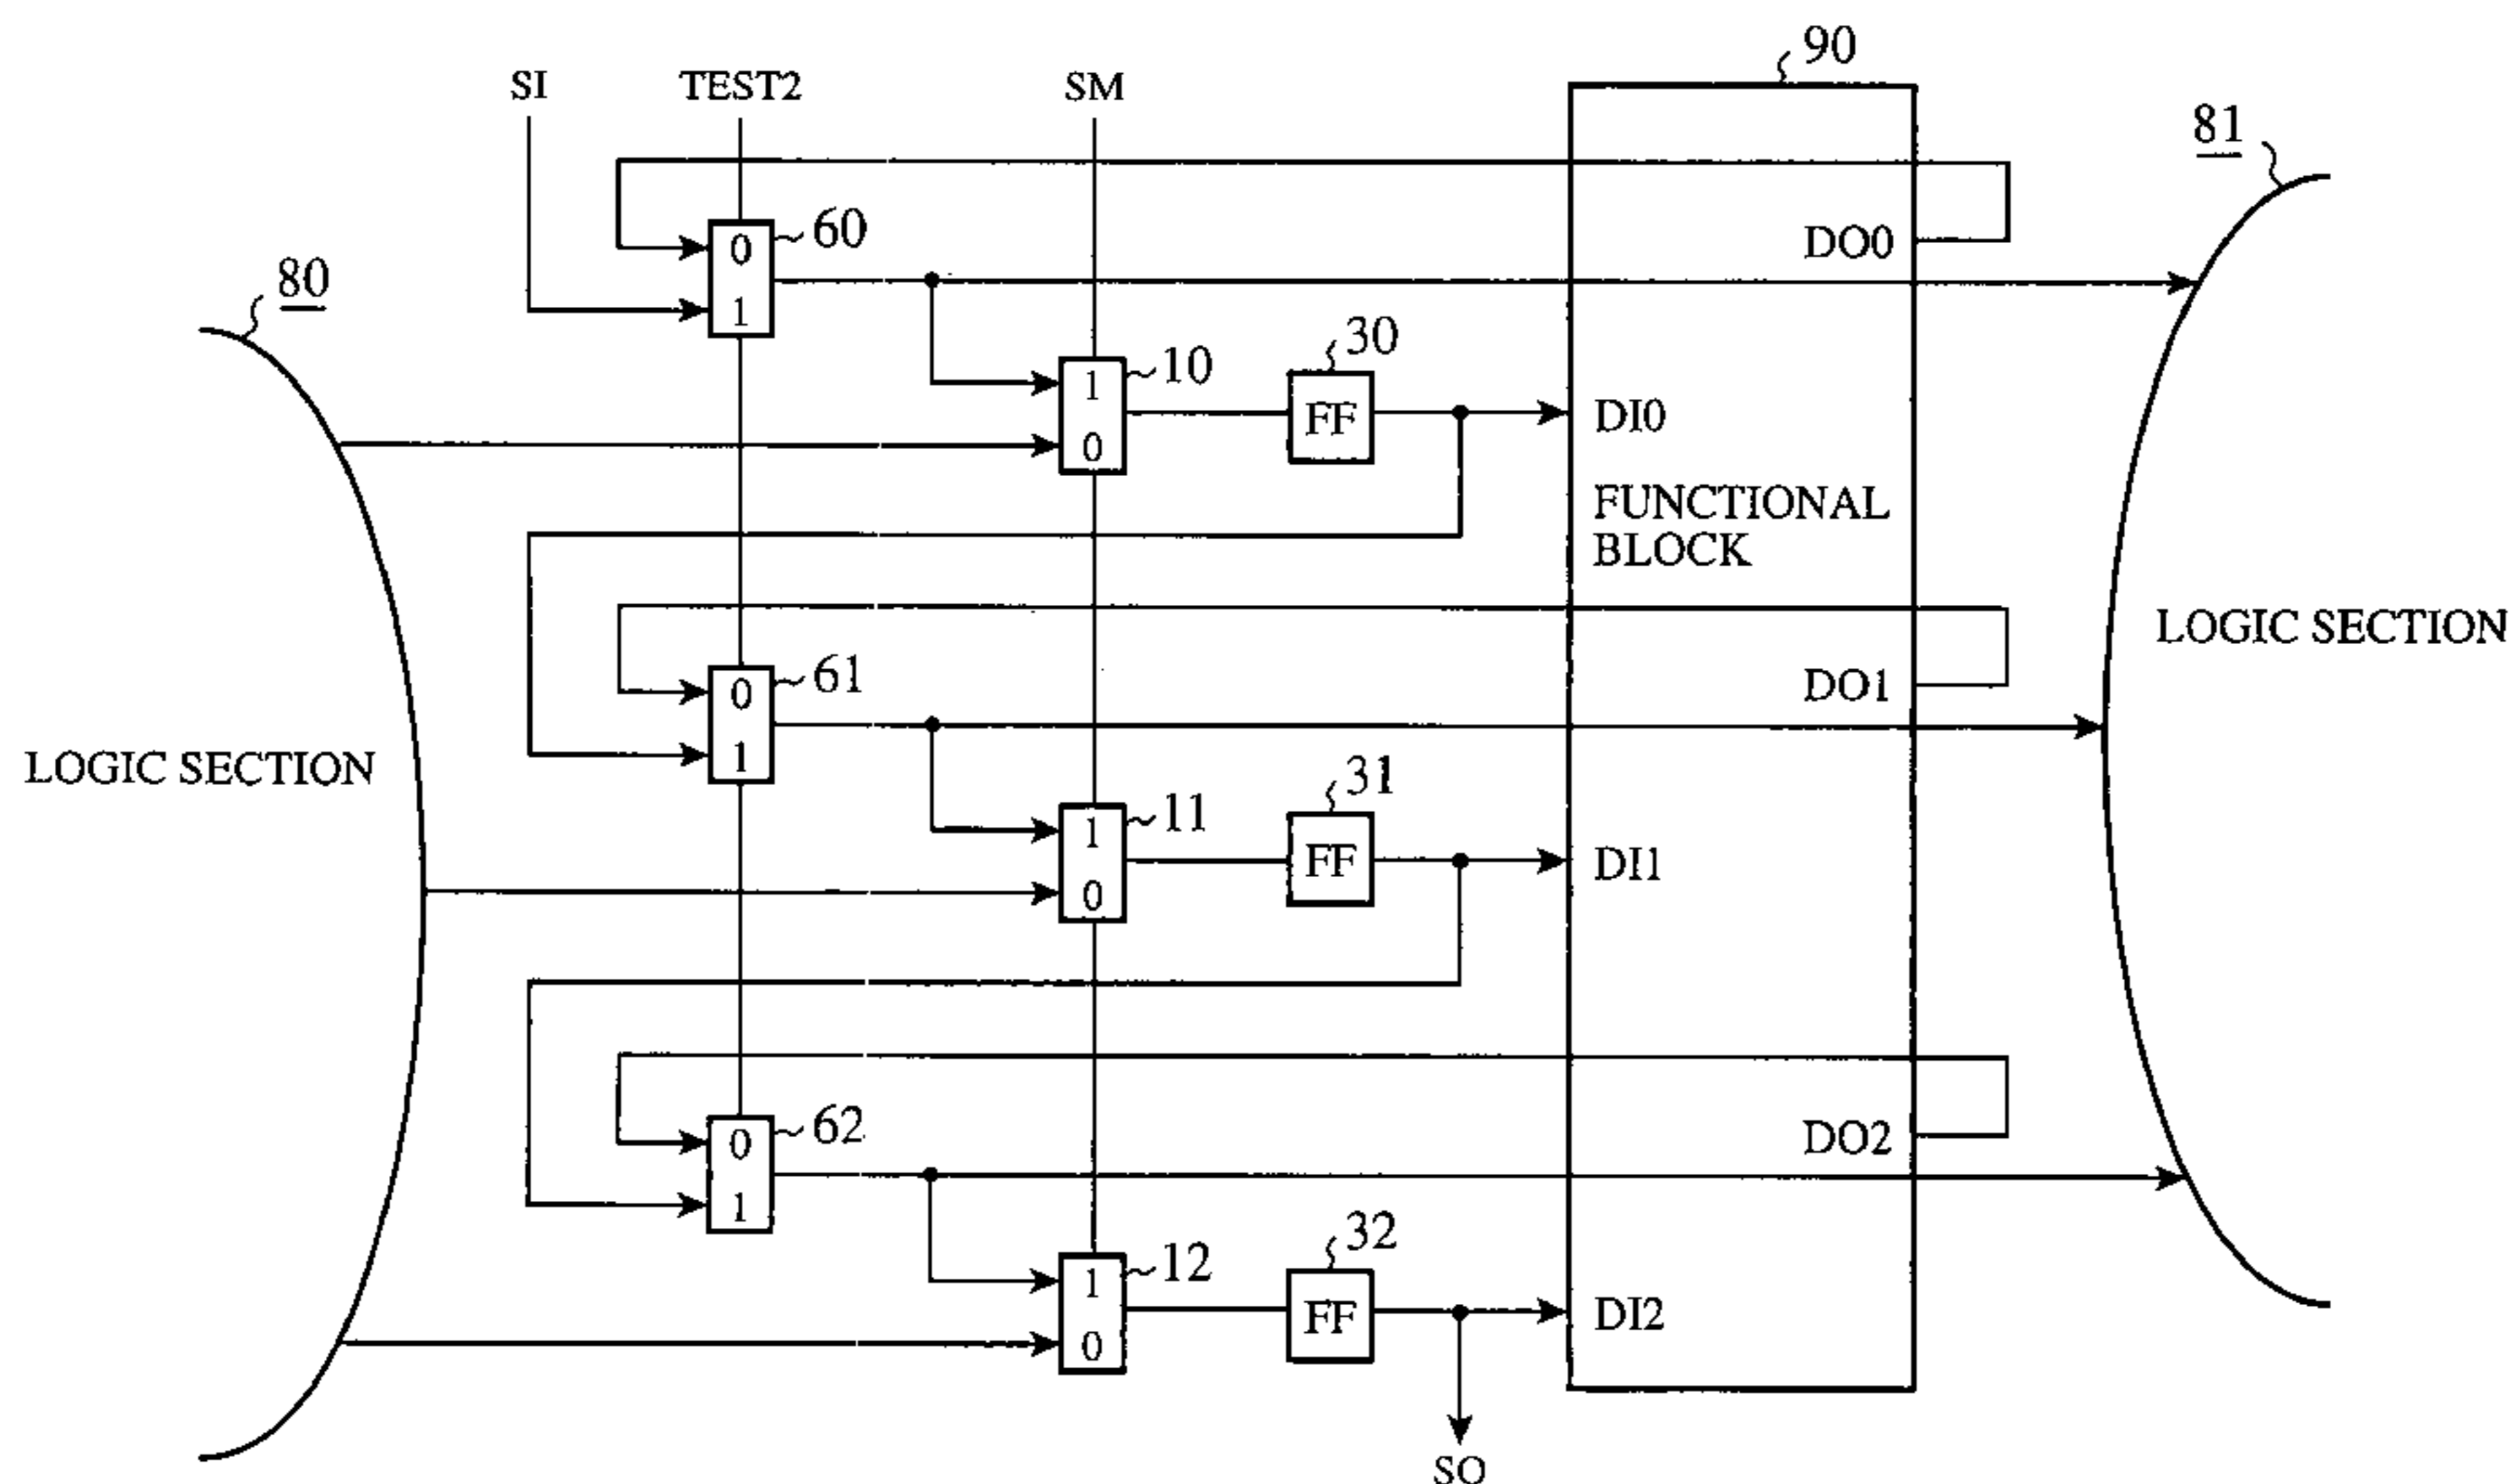 90
SI TEST2 SM
81
0 60
DO0
80
1
30
1 10
FF DI0
0
FUNCTIONAL
BLOCK
LOGIC SECTION
0 61
DO1
1
LOGIC SECTION
31
1 11
FF DI1
0
0 62
DO2
1
32
1 12
FF DI2
0
SO